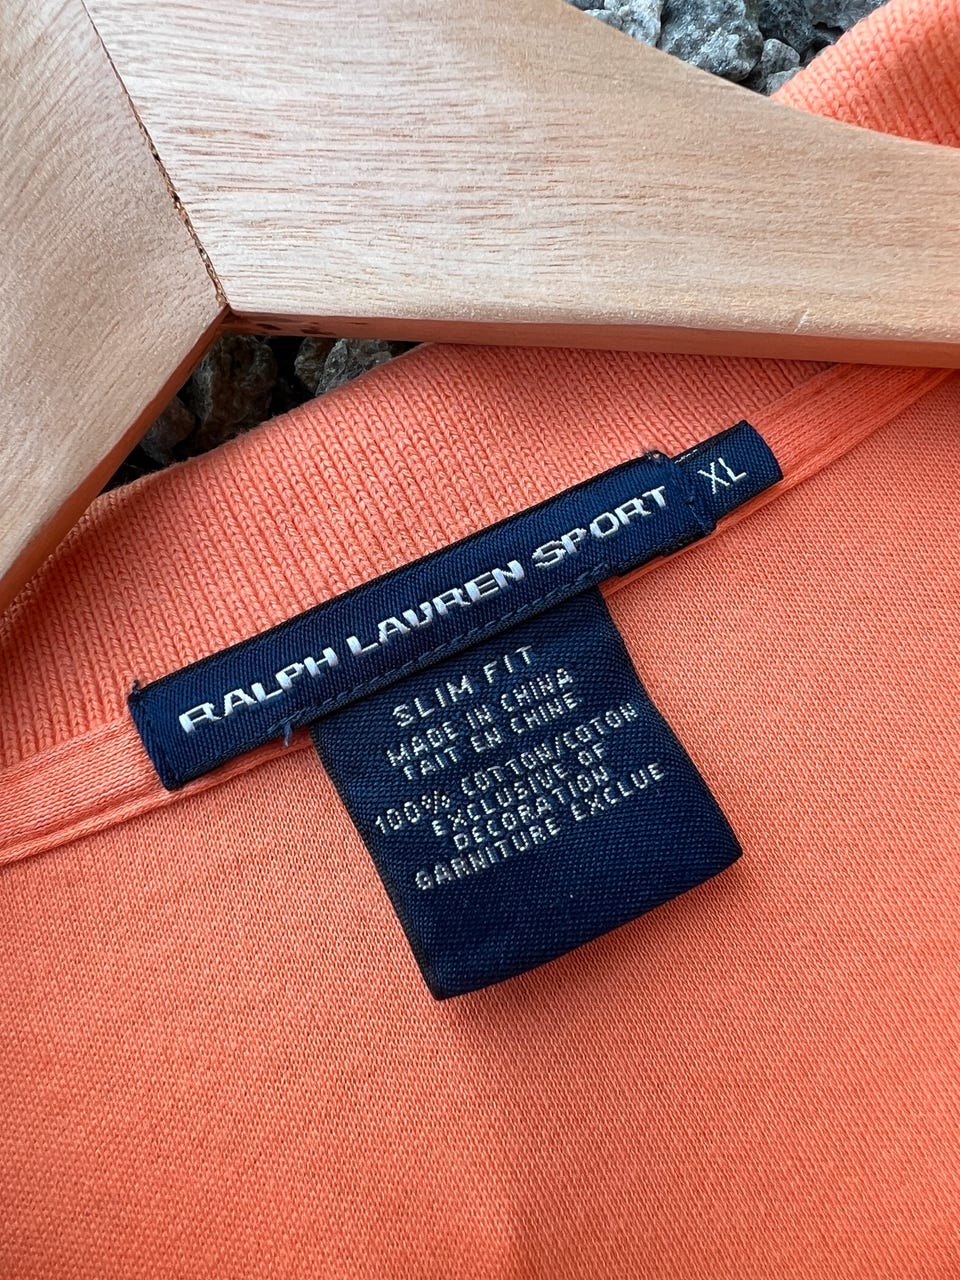 RALPH LAUREN SPORT
XL
SLIM FIT
MADE IN CHINA
FAIT EN CHINE
100% COTTON/COTON
EXCLUSIVE OF
DECORATION
GARNITURE EXCLUE